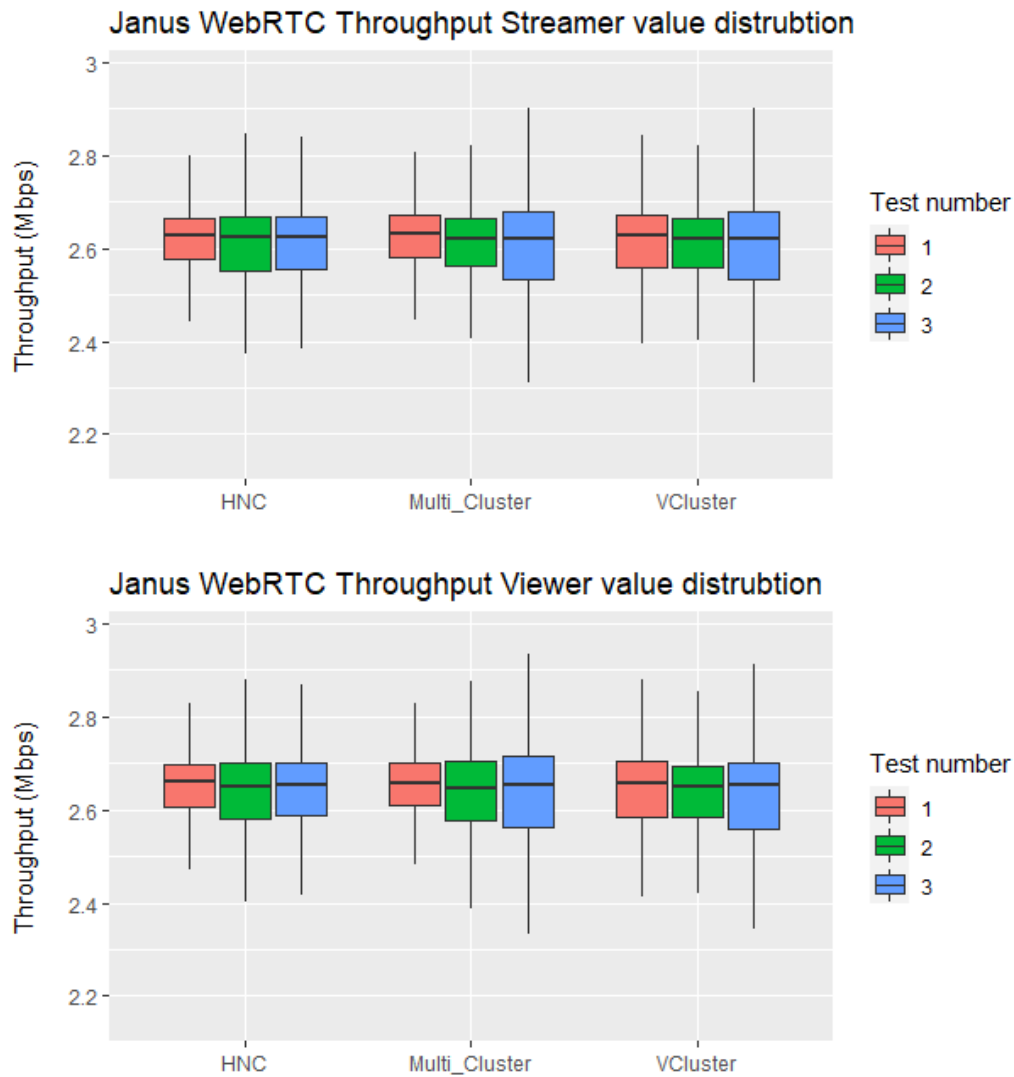 Janus WebRTC Throughput Streamer value distrubtion
Throughput (Mbps)
3
2.8
2.6
2.4
2.2
HNC
Multi_Cluster
VCluster
Test number
1
2
3
Janus WebRTC Throughput Viewer value distrubtion
Throughput (Mbps)
3
2.8
2.6
2.4
2.2
HNC
Multi_Cluster
VCluster
Test number
1
2
3